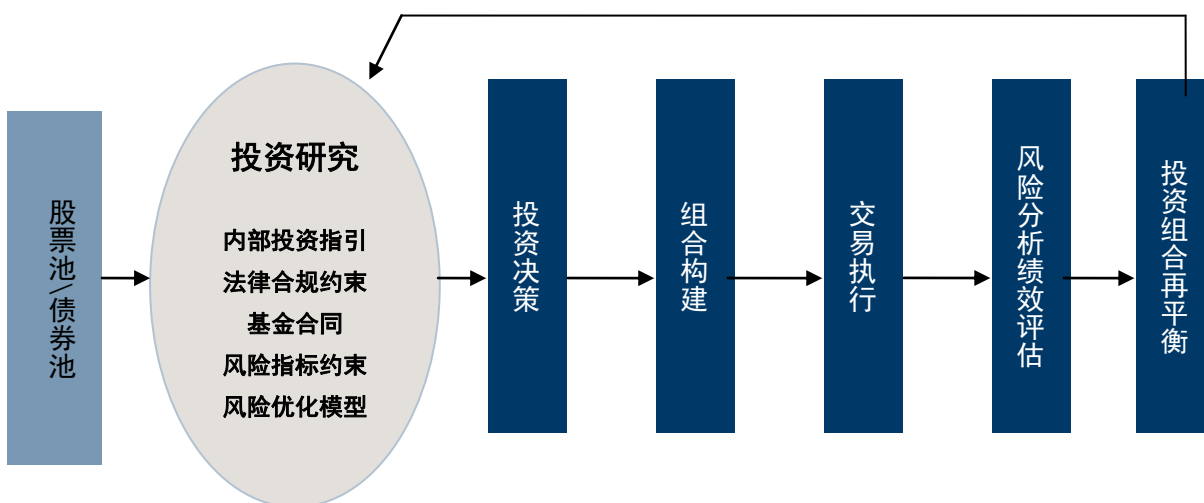 股票池\债券池
投资研究
内部投资指引
法律合规约束
基金合同
风险指标约束
风险优化模型
投资决策
组合构建
交易执行
风险分析绩效评估
投资组合再平衡